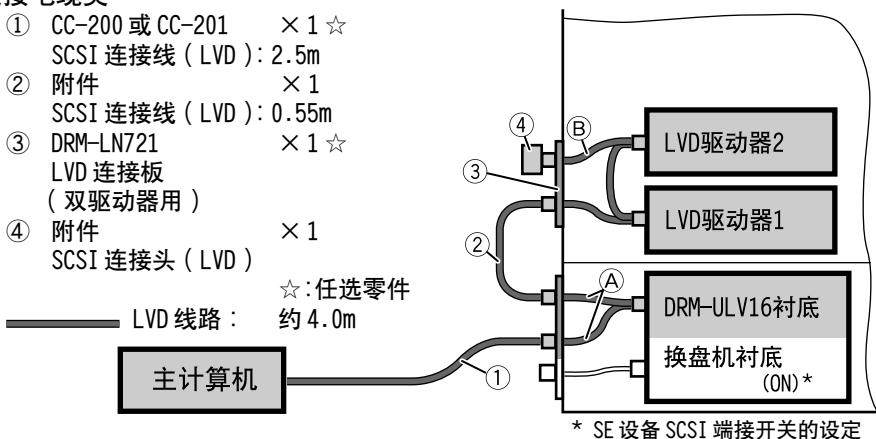 ① CC-200 或 CC-201 ×1☆
SCSI 连接线 ( LVD ): 2.5m
② 附件 ×1
SCSI 连接线 ( LVD ): 0.55m
③ DRM-LN721 ×1☆
LVD 连接板
( 双驱动器用 )
④ 附件 ×1
SCSI 连接头 ( LVD )
☆:任选零件
LVD 线路: 约 4.0m
主计算机
①
②
③
④
Ⓑ
Ⓐ
LVD驱动器2
LVD驱动器1
DRM-ULV16衬底
换盘机衬底
(ON)*
* SE 设备 SCSI 端接开关的设定